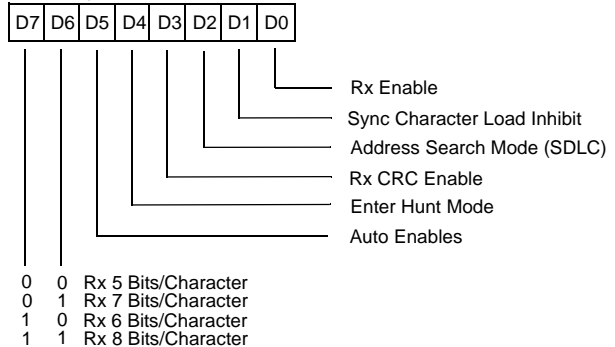 D7 D6 D5 D4 D3 D2 D1 D0
Rx Enable
Sync Character Load Inhibit
Address Search Mode (SDLC)
Rx CRC Enable
Enter Hunt Mode
Auto Enables
0 0 Rx 5 Bits/Character
0 1 Rx 7 Bits/Character
1 0 Rx 6 Bits/Character
1 1 Rx 8 Bits/Character